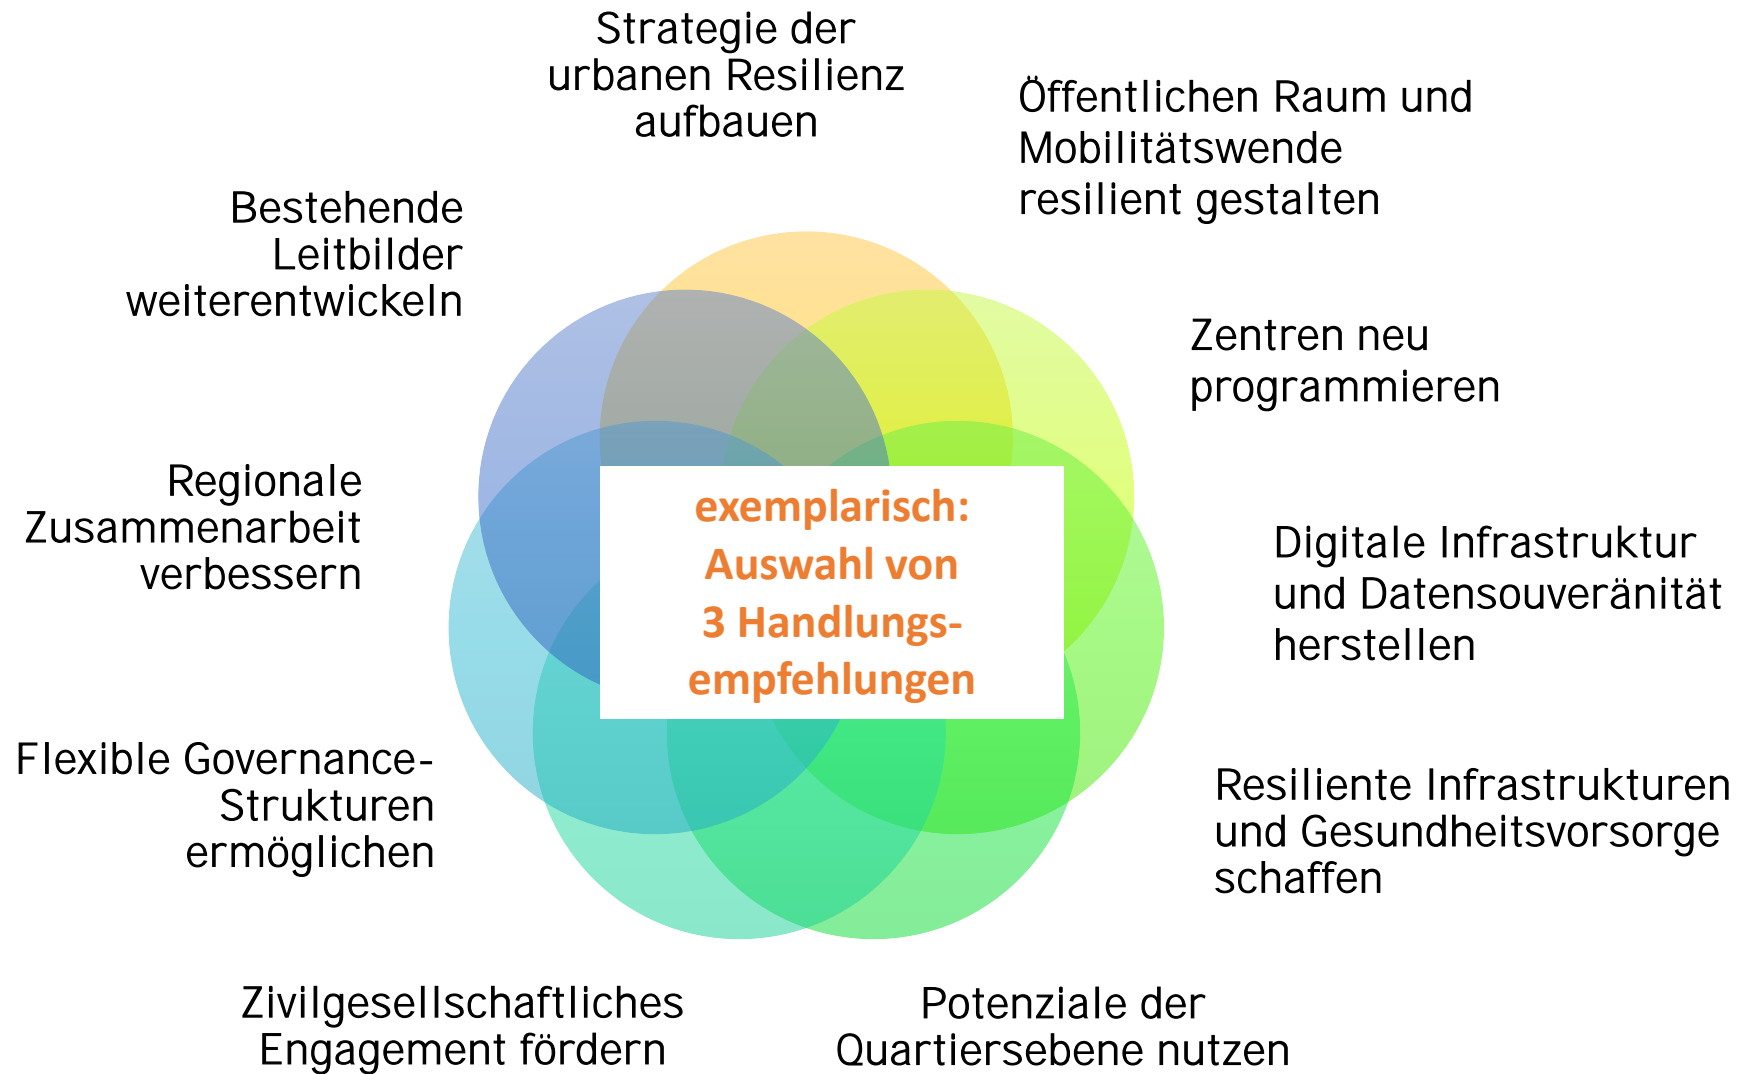 Strategie der
urbanen Resilienz
aufbauen
Öffentlichen Raum und
Mobilitätswende
resilient gestalten
Zentren neu
programmieren
Digitale Infrastruktur
und Datensouveränität
herstellen
Resiliente Infrastrukturen
und Gesundheitsvorsorge
schaffen
Potenziale der
Quartiersebene nutzen
Zivilgesellschaftliches
Engagement fördern
Flexible Governance-
Strukturen
ermöglichen
Regionale
Zusammenarbeit
verbessern
Bestehende
Leitbilder
weiterentwickeln
exemplarisch:
Auswahl von
3 Handlungs-
empfehlungen